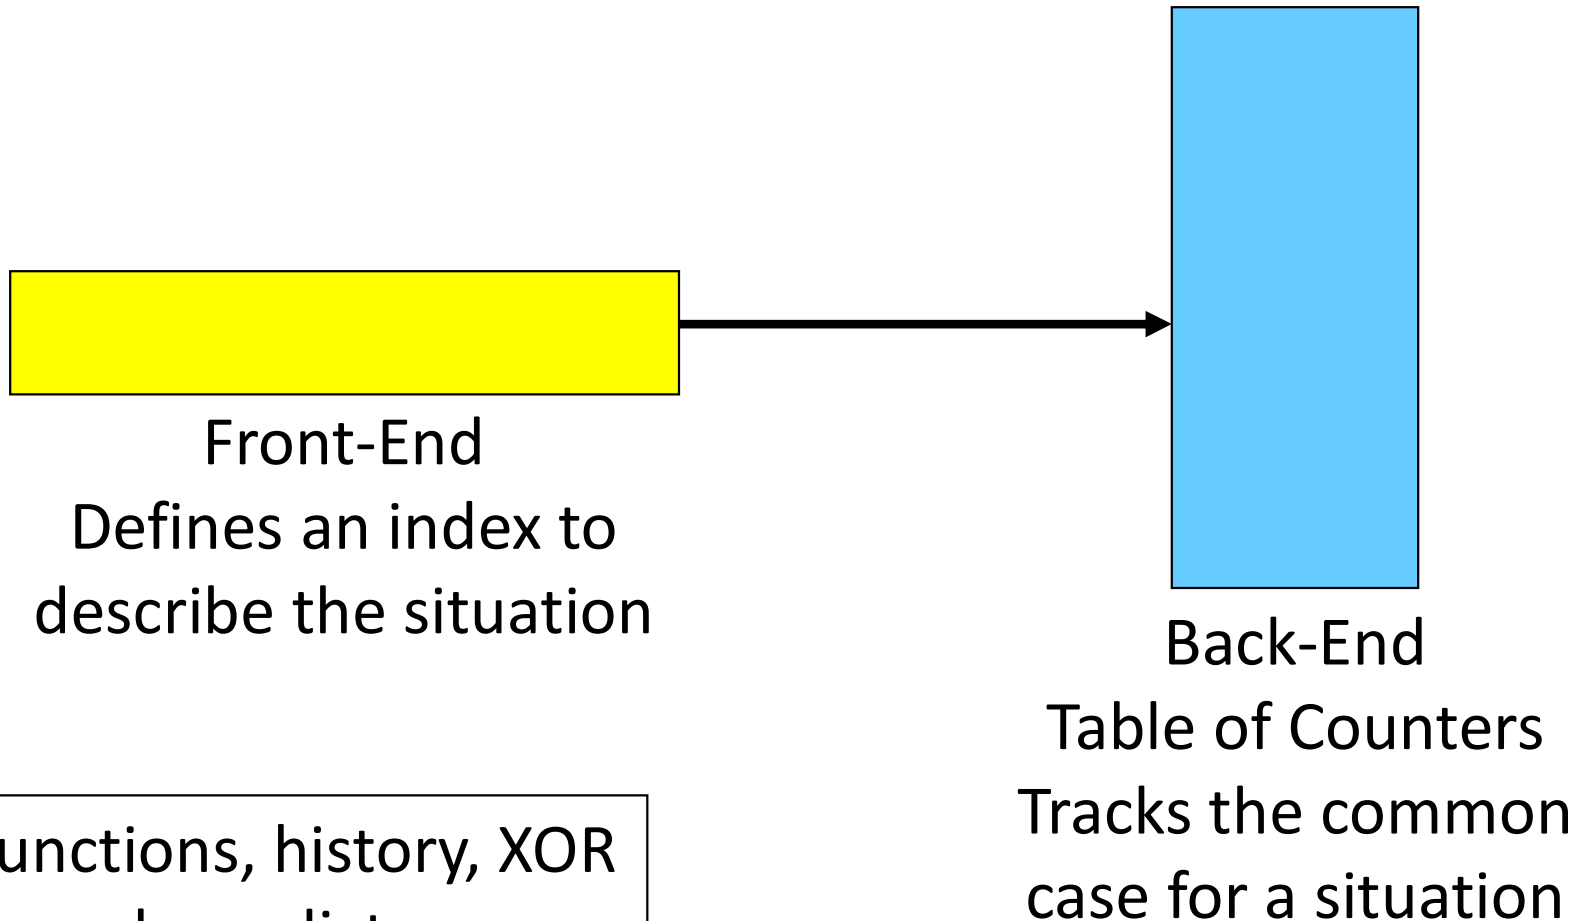 Front-End
Defines an index to
describe the situation
Back-End
Table of Counters
Tracks the common
case for a situation
unctions, history, XOR